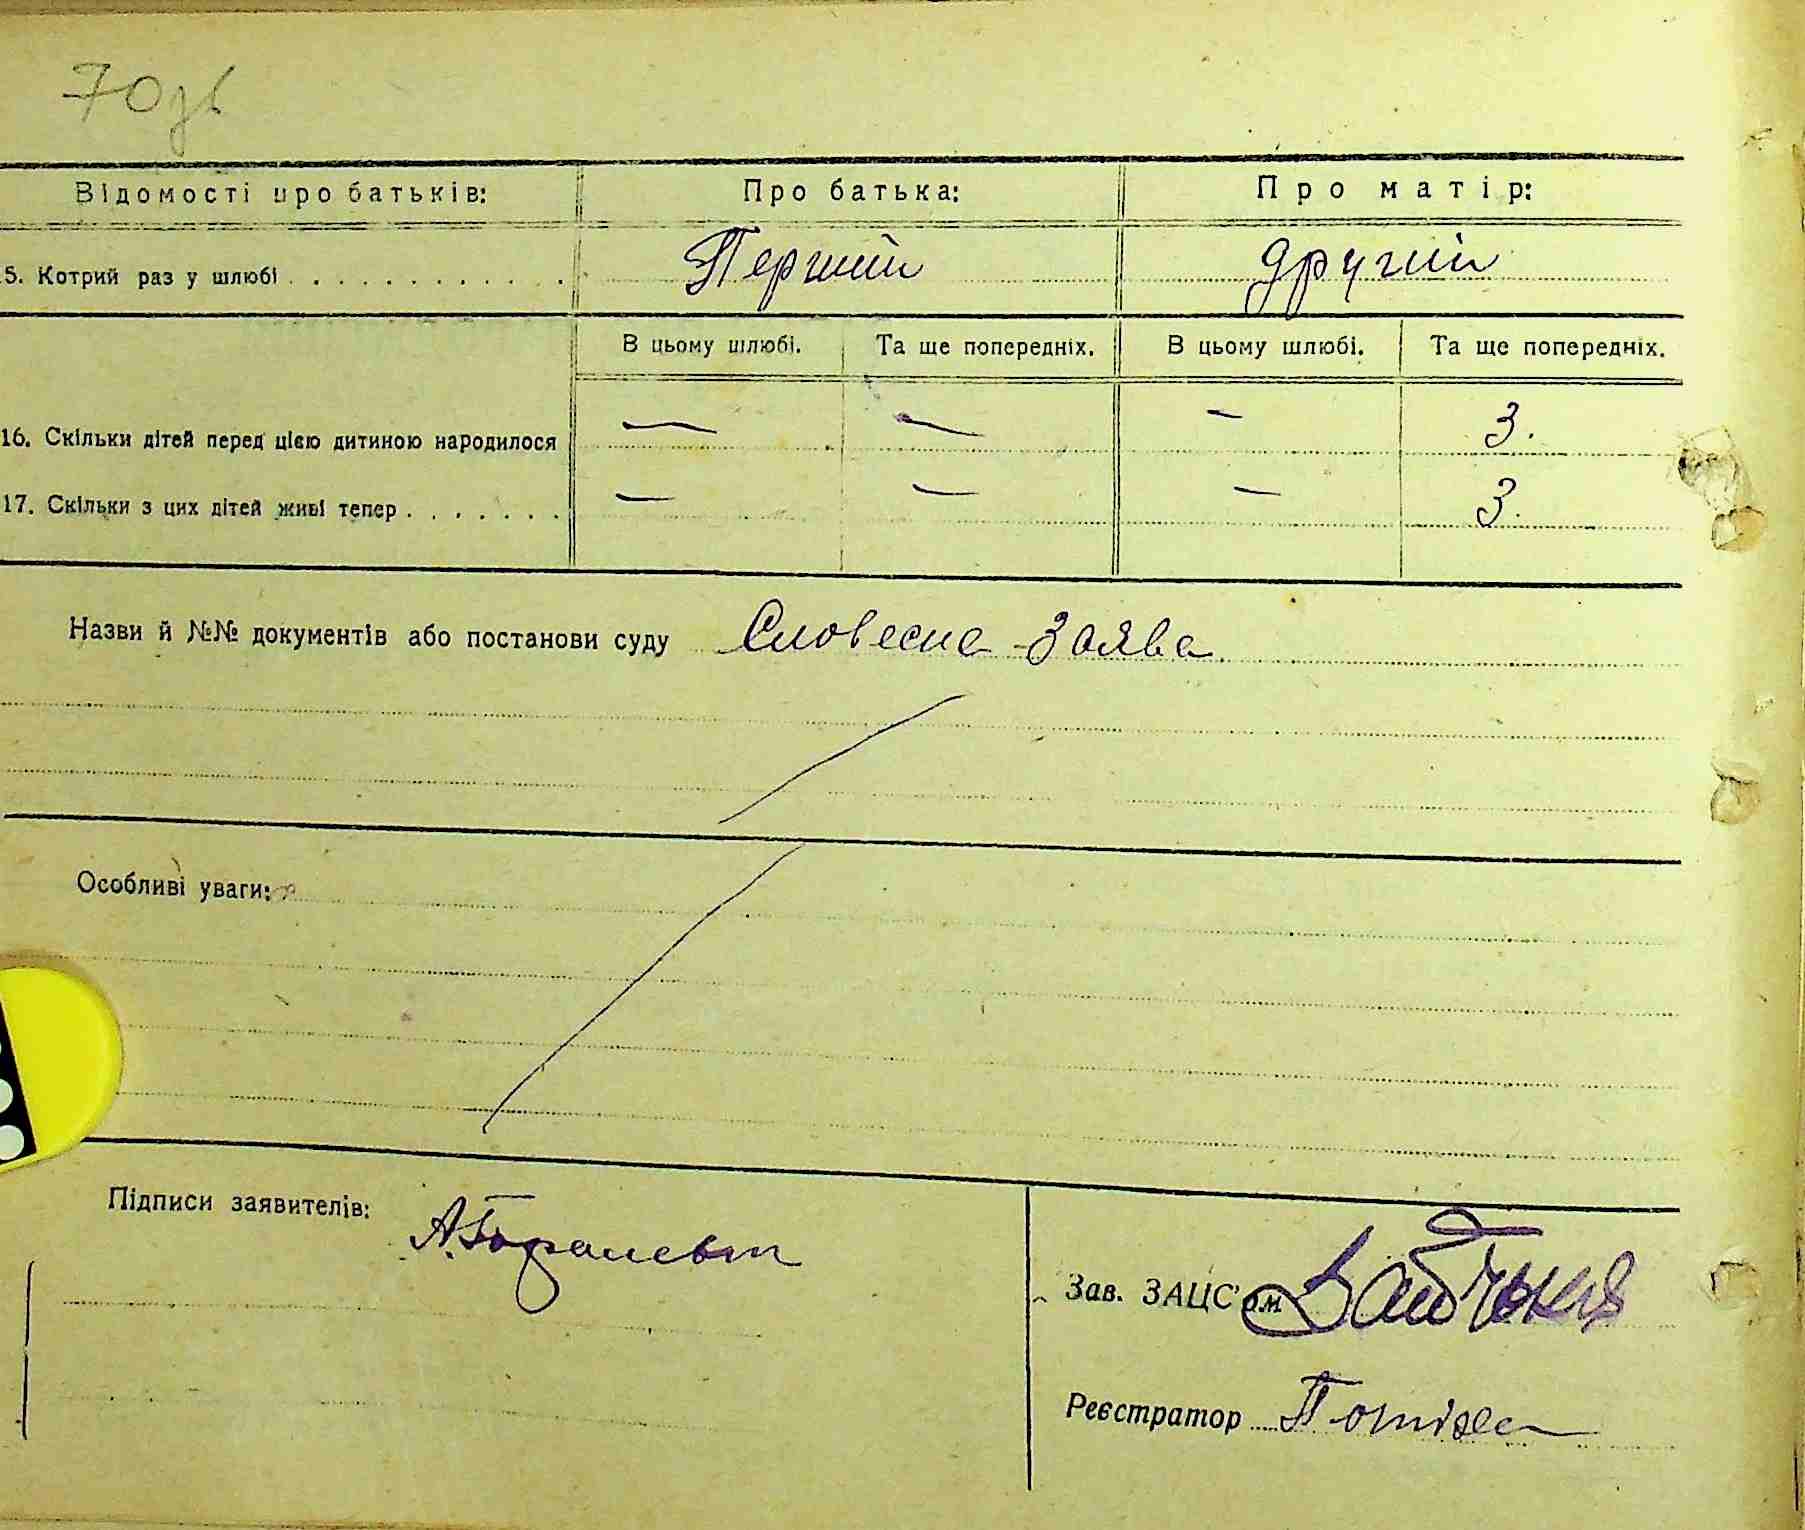 70зв
Відомості про батьків: Про батька: Про матір:
5. Котрий раз у шлюбі Перший другий
В цьому шлюбі. Та ще попередніх. В цьому шлюбі. Та ще попередніх.
16. Скільки дітей перед цією дитиною народилося — — — 3.
17. Скільки з цих дітей живі тепер — — — 3.
Назви й №№ документів або постанови суду Словесна заява
Особливі уваги:
Підписи заявителів:
Зав. ЗАЦС'ом
Реєстратор